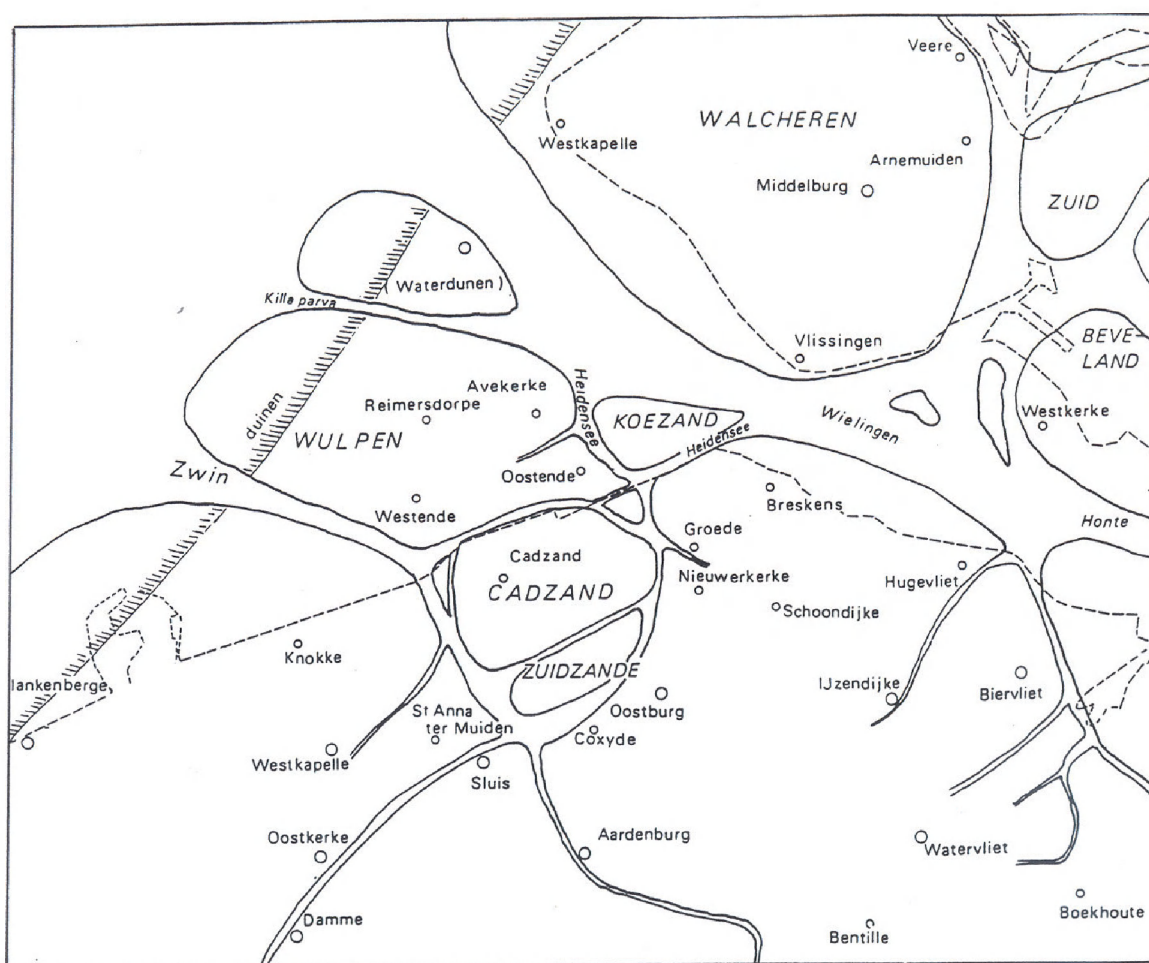 Veere
WALCHEREN
Westkapelle
Arnemuiden
Middelburg
ZUID
(Waterdunen)
Kille parva
Vlissingen
BEVE-
LAND
Heidensee
Avekerke
duinen
Reimersdorpe
KOEZAND
Westkerke
WULPEN
Heidensee
Wielingen
Zwin
Oostende
Breskens
Westende
Honte
Groede
Cadzand
Nieuwerkerke
Hugevliet
CADZAND
Schoondijke
Knokke
ZUIDZANDE
lankenberge
IJzendijke
Biervliet
St Anna
ter Muiden
Oostburg
Coxyde
Westkapelle
Sluis
Oostkerke
Aardenburg
Watervliet
Damme
Bentille
Boekhoute